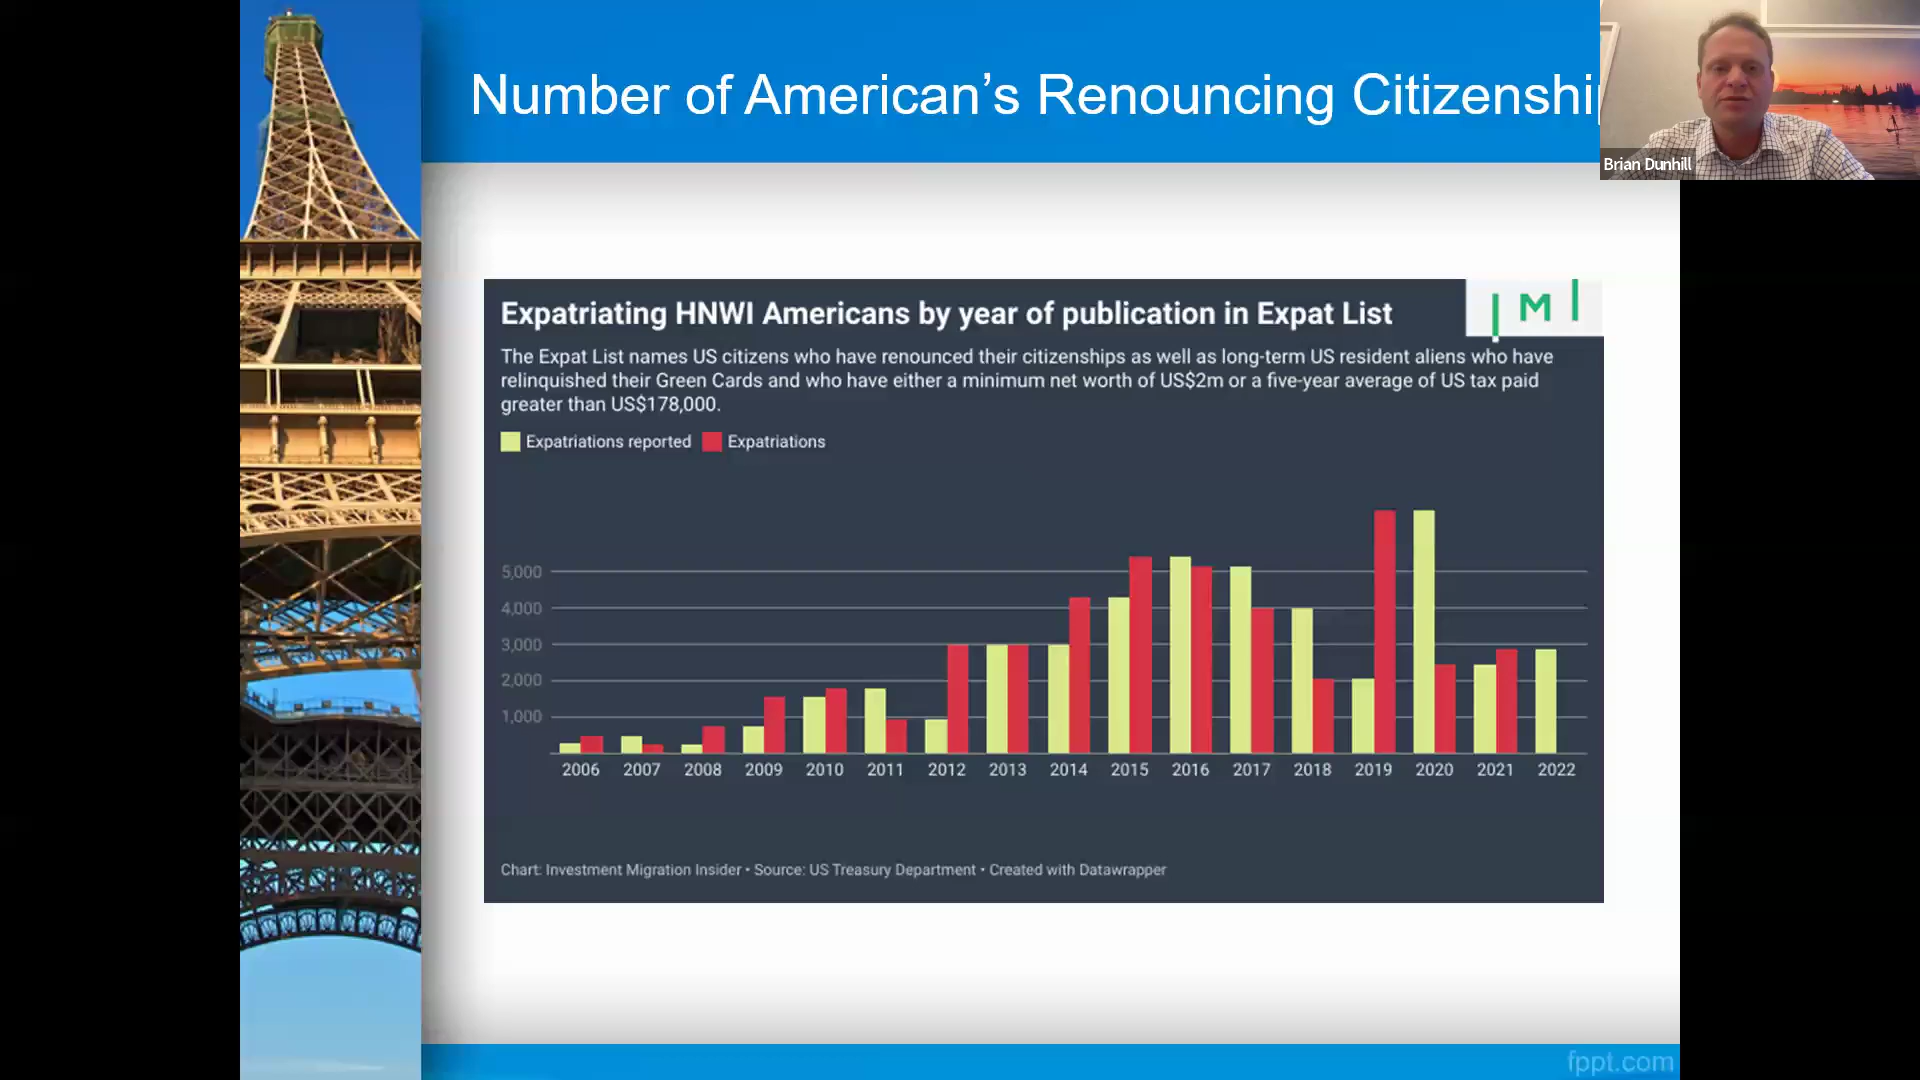 Number of American's Renouncing Citizenshi
Brian Dunhill
Expatriating HNWI Americans by year of publication in Expat List
IMI
The Expat List names US citizens who have renounced their citizenships as well as long-term US resident aliens who have
relinquished their Green Cards and who have either a minimum net worth of US$2m or a five-year average of US tax paid
greater than US$178,000.
Expatriations reported Expatriations
5,000
4,000
3,000
2,000
1,000
2006 2007 2008 2009 2010 2011 2012 2013 2014 2015 2016 2017 2018 2019 2020 2021 2022
Chart: Investment Migration Insider • Source: US Treasury Department • Created with Datawrapper
fppt.com